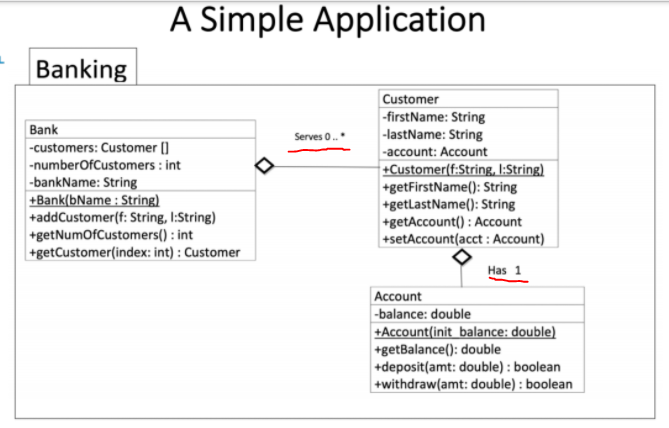 A Simple Application
Banking
Bank
-customers: Customer []
-numberOfCustomers : int
-bankName: String
+Bank(bName : String)
+addCustomer(f: String, l:String)
+getNumOfCustomers() : int
+getCustomer(index: int) : Customer
Serves 0 .. *
Customer
-firstName: String
-lastName: String
-account: Account
+Customer(f:String, l:String)
+getFirstName(): String
+getLastName(): String
+getAccount() : Account
+setAccount(acct : Account)
Has 1
Account
-balance: double
+Account(init_balance: double)
+getBalance(): double
+deposit(amt: double) : boolean
+withdraw(amt: double) : boolean